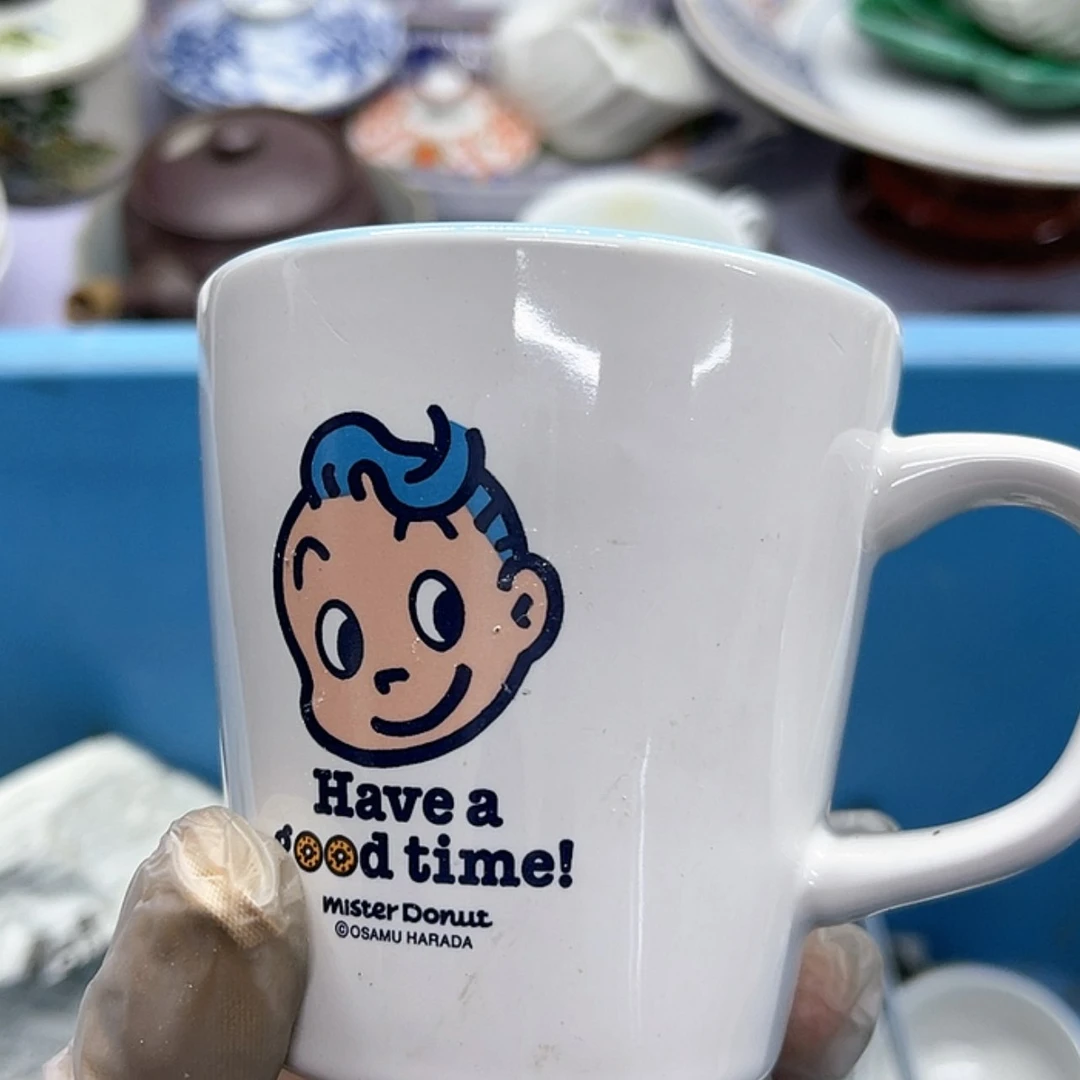 Have a
good time!
mister Donut
©OSAMU HARADA